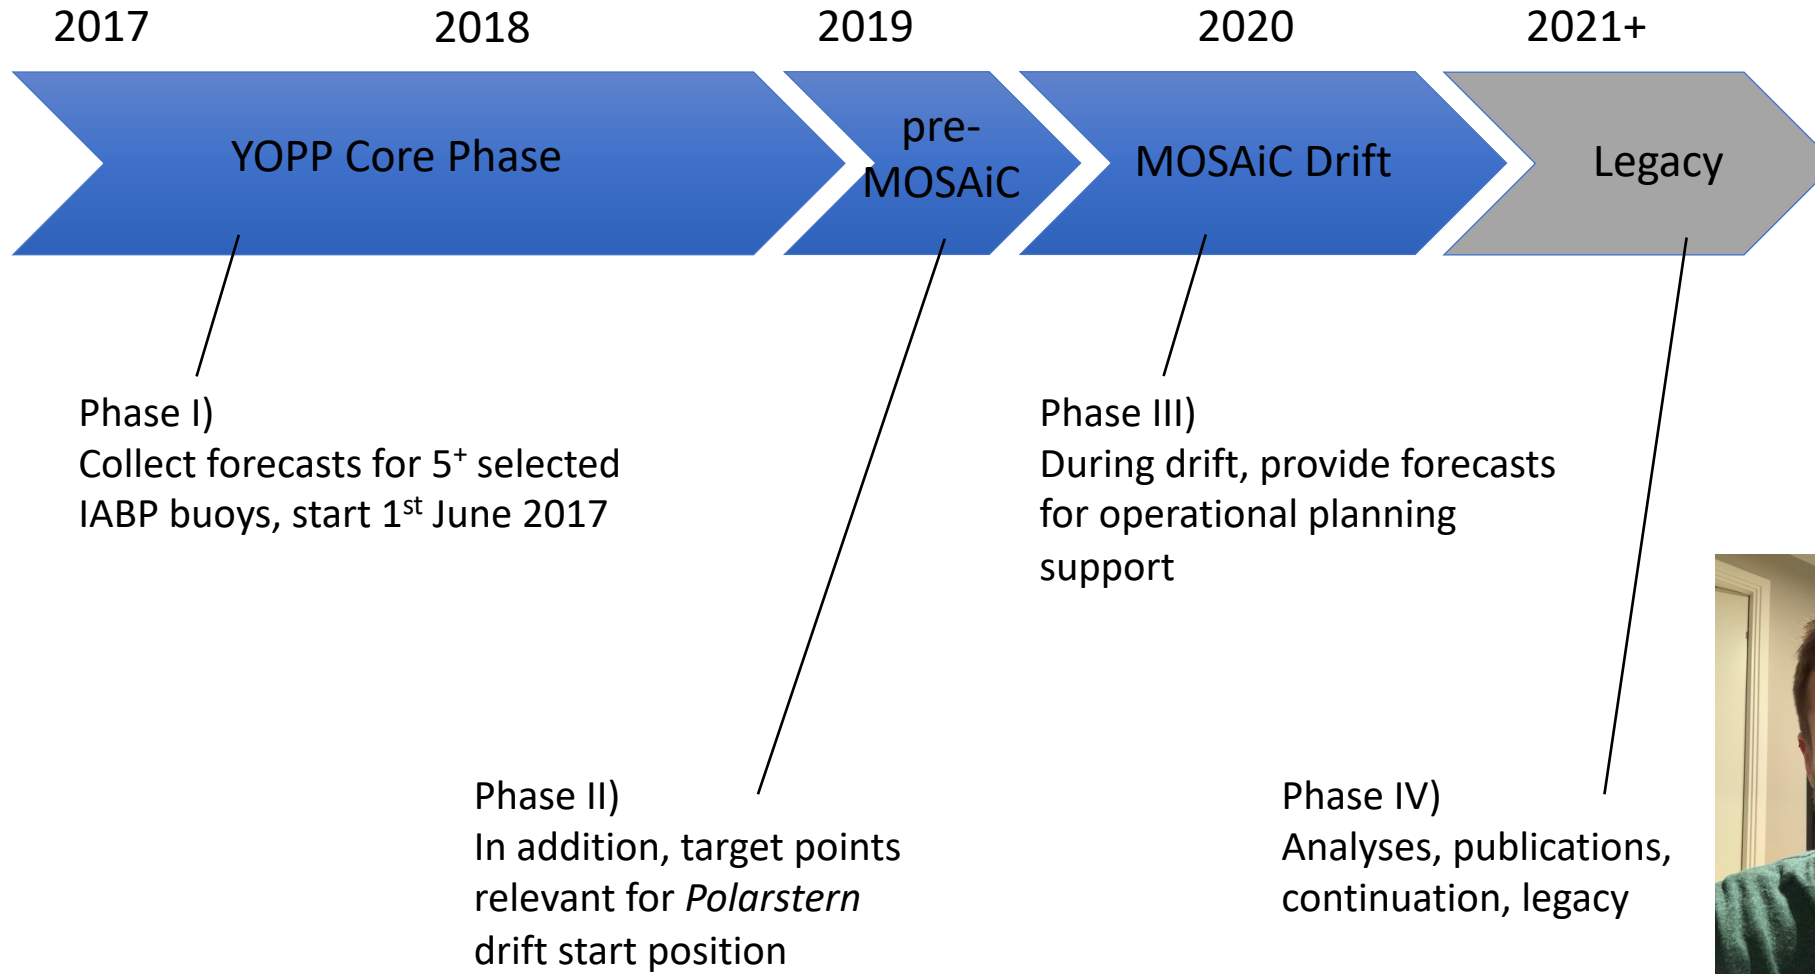 2017 2018 2019 2020 2021+
YOPP Core Phase
pre-
MOSAiC
MOSAiC Drift
Legacy
Phase I)
Collect forecasts for 5+ selected
IABP buoys, start 1st June 2017
Phase III)
During drift, provide forecasts
for operational planning
support
Phase II)
In addition, target points
relevant for Polarstern
drift start position
Phase IV)
Analyses, publications,
continuation, legacy